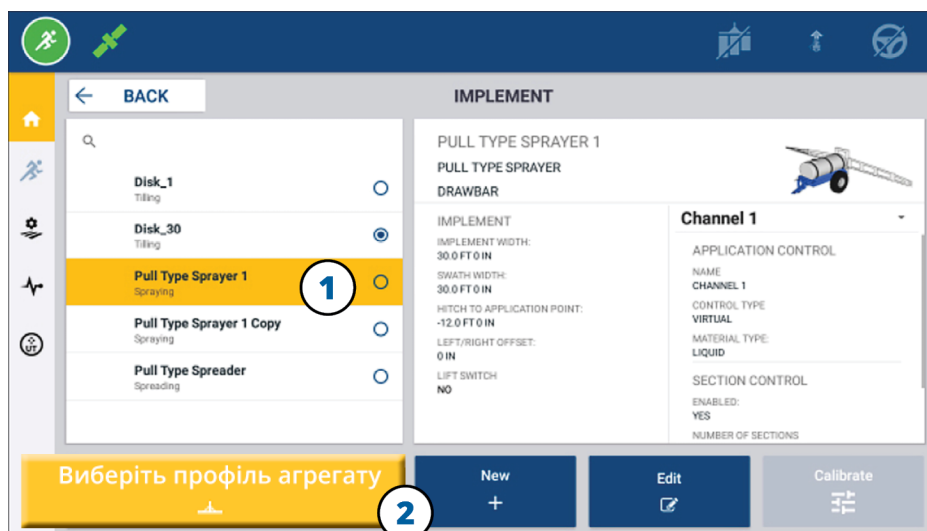 BACK
IMPLEMENT
Disk_1
Tilling
Disk_30
Tilling
Pull Type Sprayer 1
Spraying
1
Pull Type Sprayer 1 Copy
Spraying
Pull Type Spreader
Spreading
PULL TYPE SPRAYER 1
PULL TYPE SPRAYER
DRAWBAR
IMPLEMENT
IMPLEMENT WIDTH:
30.0 FT 0 IN
SWATH WIDTH:
30.0 FT 0 IN
HITCH TO APPLICATION POINT:
-12.0 FT 0 IN
LEFT/RIGHT OFFSET:
0 IN
LIFT SWITCH
NO
Channel 1
APPLICATION CONTROL
NAME
CHANNEL 1
CONTROL TYPE
VIRTUAL
MATERIAL TYPE:
LIQUID
SECTION CONTROL
ENABLED:
YES
NUMBER OF SECTIONS
UT
Виберіть профіль агрегату
2
New
Edit
Calibrate